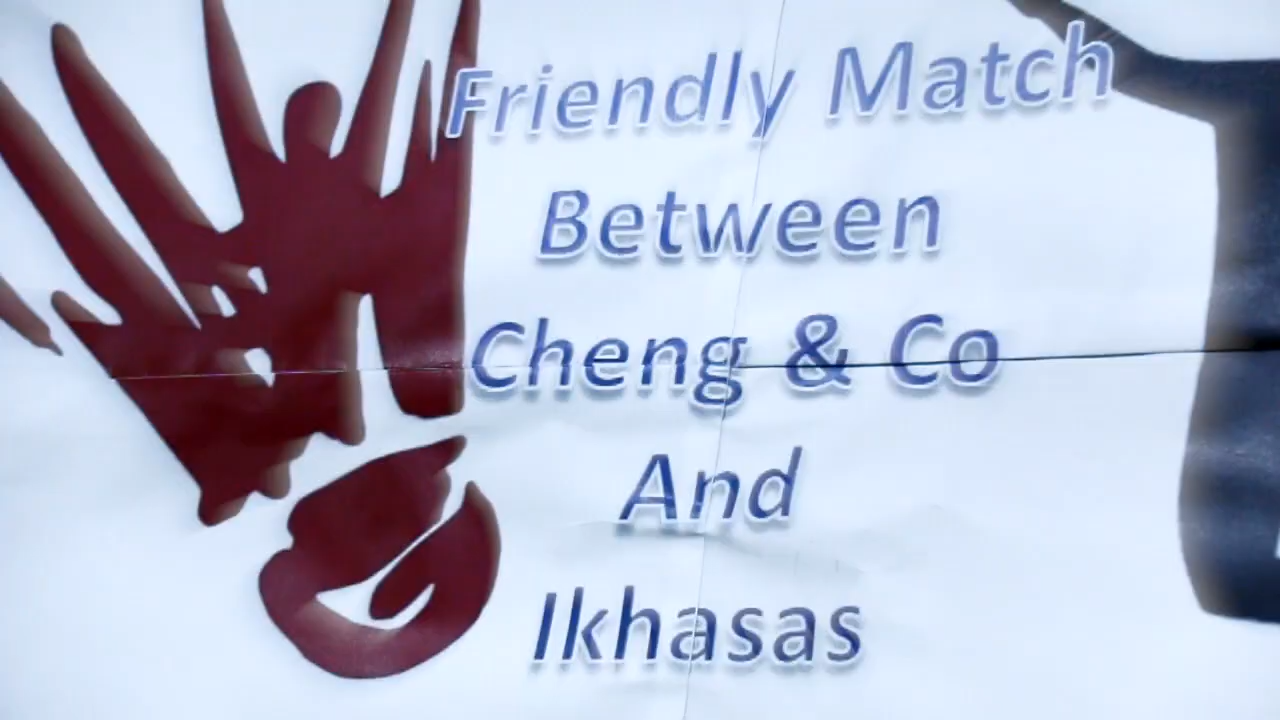 Friendly Match
Between
Cheng & Co
And
Ikhasas